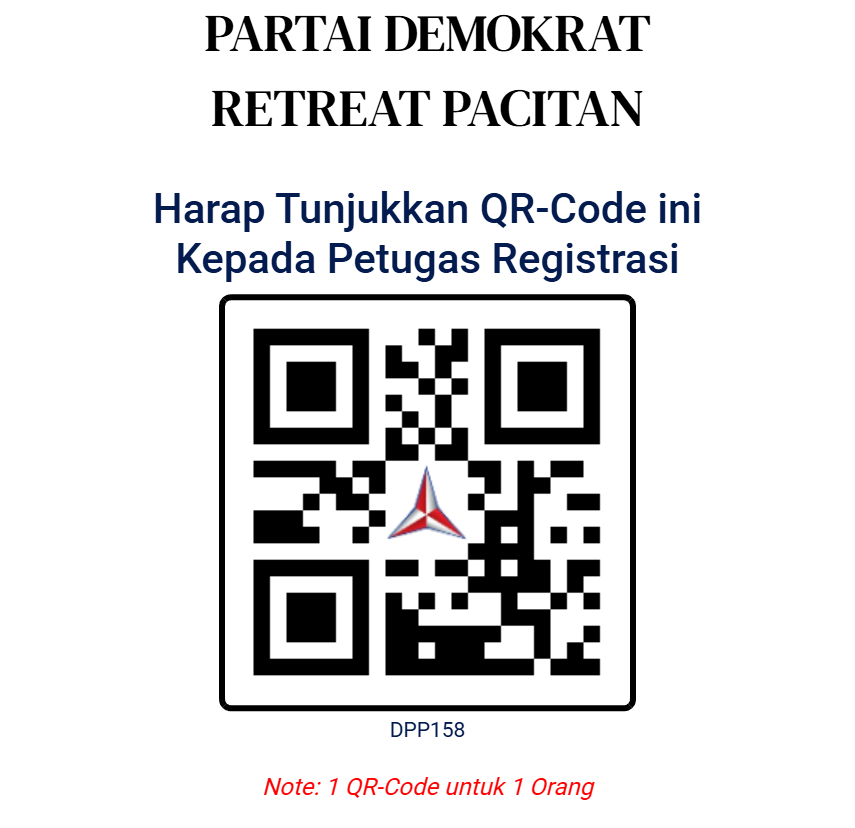 PARTAI DEMOKRAT
RETREAT PACITAN
Harap Tunjukkan QR-Code ini
Kepada Petugas Registrasi
DPP158
Note: 1 QR-Code untuk 1 Orang